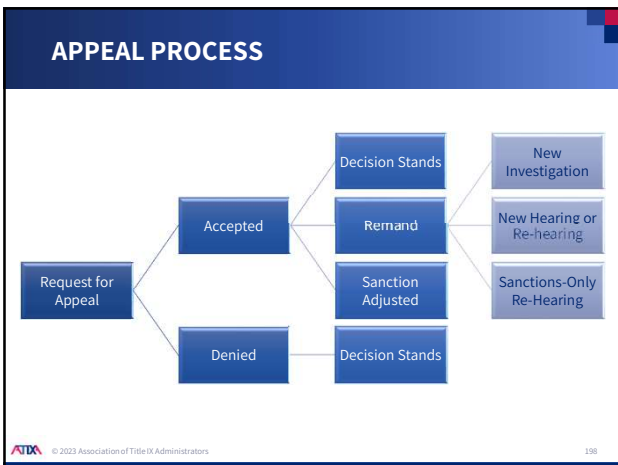 APPEAL PROCESS
Request for
Appeal
Accepted
Denied
Decision Stands
Remand
Sanction
Adjusted
Decision Stands
New
Investigation
New Hearing or
Re-hearing
Sanctions-Only
Re-Hearing
ATIXA © 2023 Association of Title IX Administrators
198